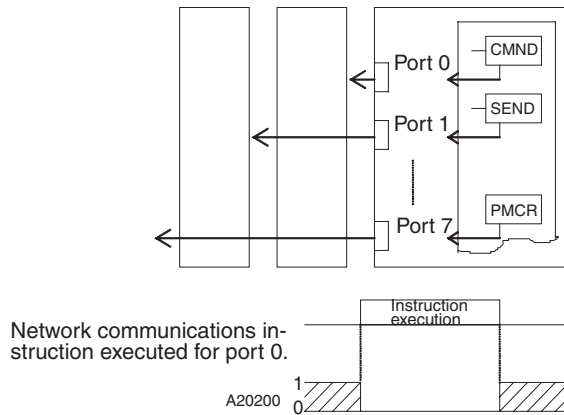 CMND
Port 0
SEND
Port 1
PMCR
Port 7
Instruction
execution
Network communications in-
struction executed for port 0.
1
A20200 0